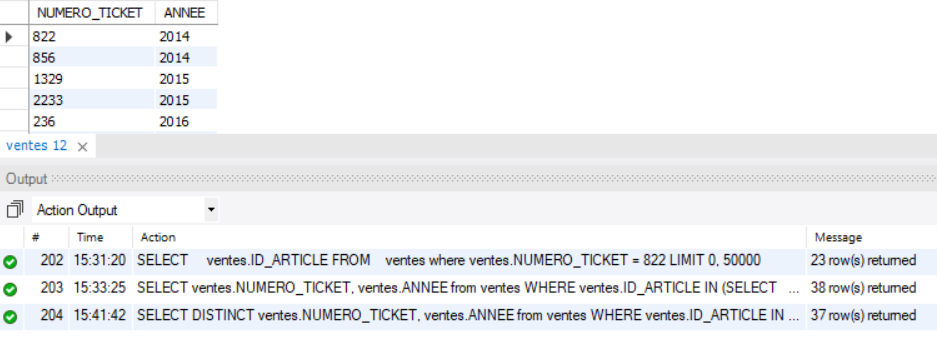 NUMERO_TICKET ANNEE
822 2014
856 2014
1329 2015
2233 2015
236 2016
ventes 12
Output
Action Output
# Time Action Message
202 15:31:20 SELECT ventes.ID_ARTICLE FROM ventes where ventes.NUMERO_TICKET = 822 LIMIT 0, 50000 23 row(s) returned
203 15:33:25 SELECT ventes.NUMERO_TICKET, ventes.ANNEE from ventes WHERE ventes.ID_ARTICLE IN (SELECT ... 38 row(s) returned
204 15:41:42 SELECT DISTINCT ventes.NUMERO_TICKET, ventes.ANNEE from ventes WHERE ventes.ID_ARTICLE IN ... 37 row(s) returned